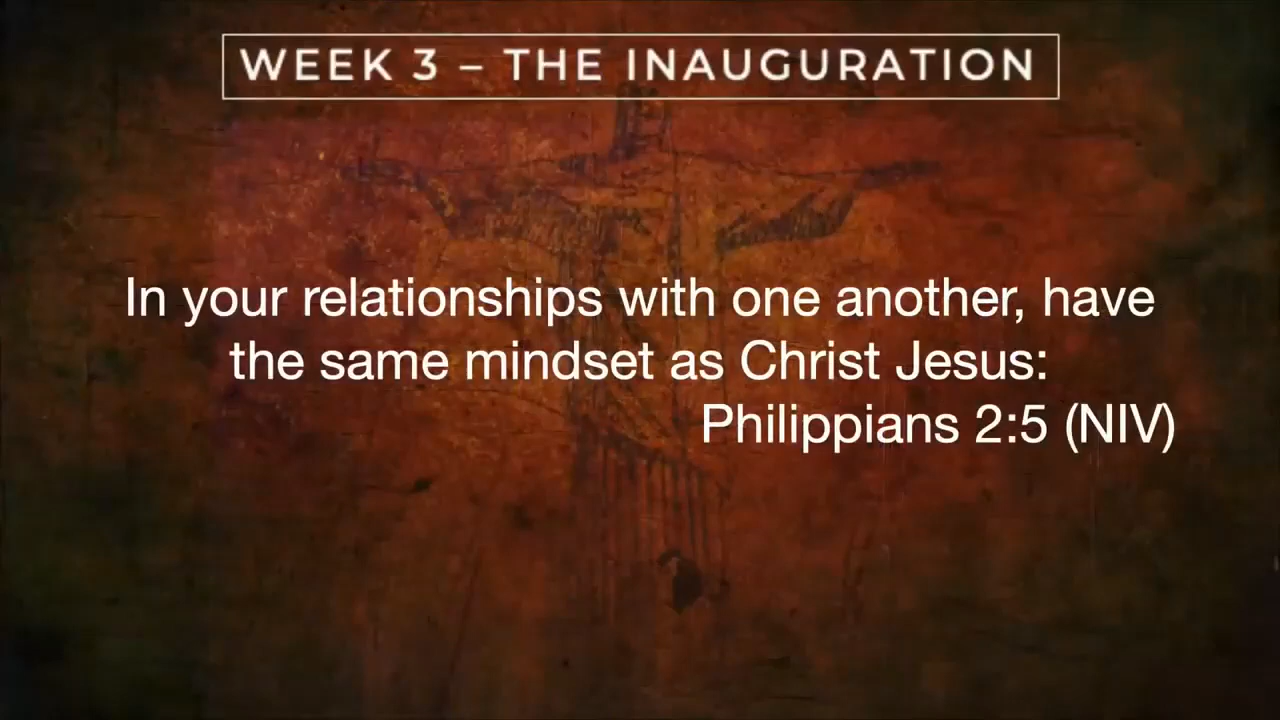 WEEK 3 – THE INAUGURATION
In your relationships with one another, have
the same mindset as Christ Jesus:
Philippians 2:5 (NIV)